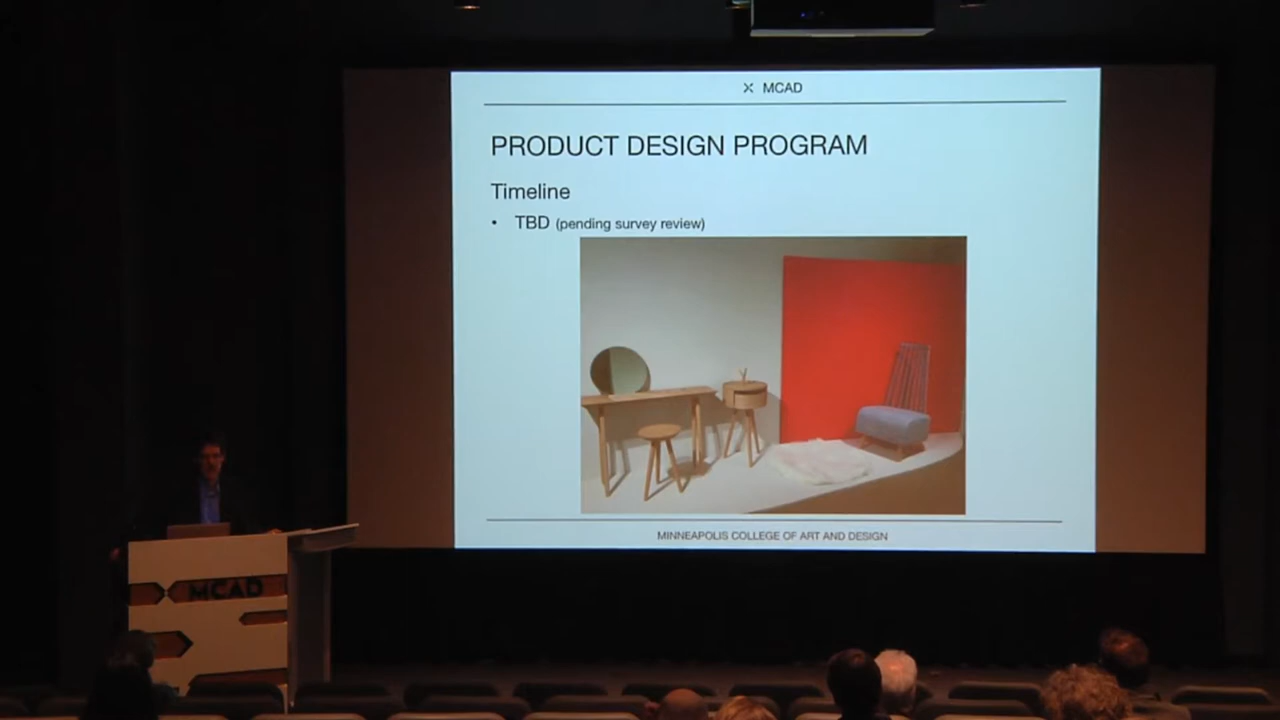 MCAD
PRODUCT DESIGN PROGRAM
Timeline
• TBD (pending survey review)
MINNEAPOLIS COLLEGE OF ART AND DESIGN
MCAD